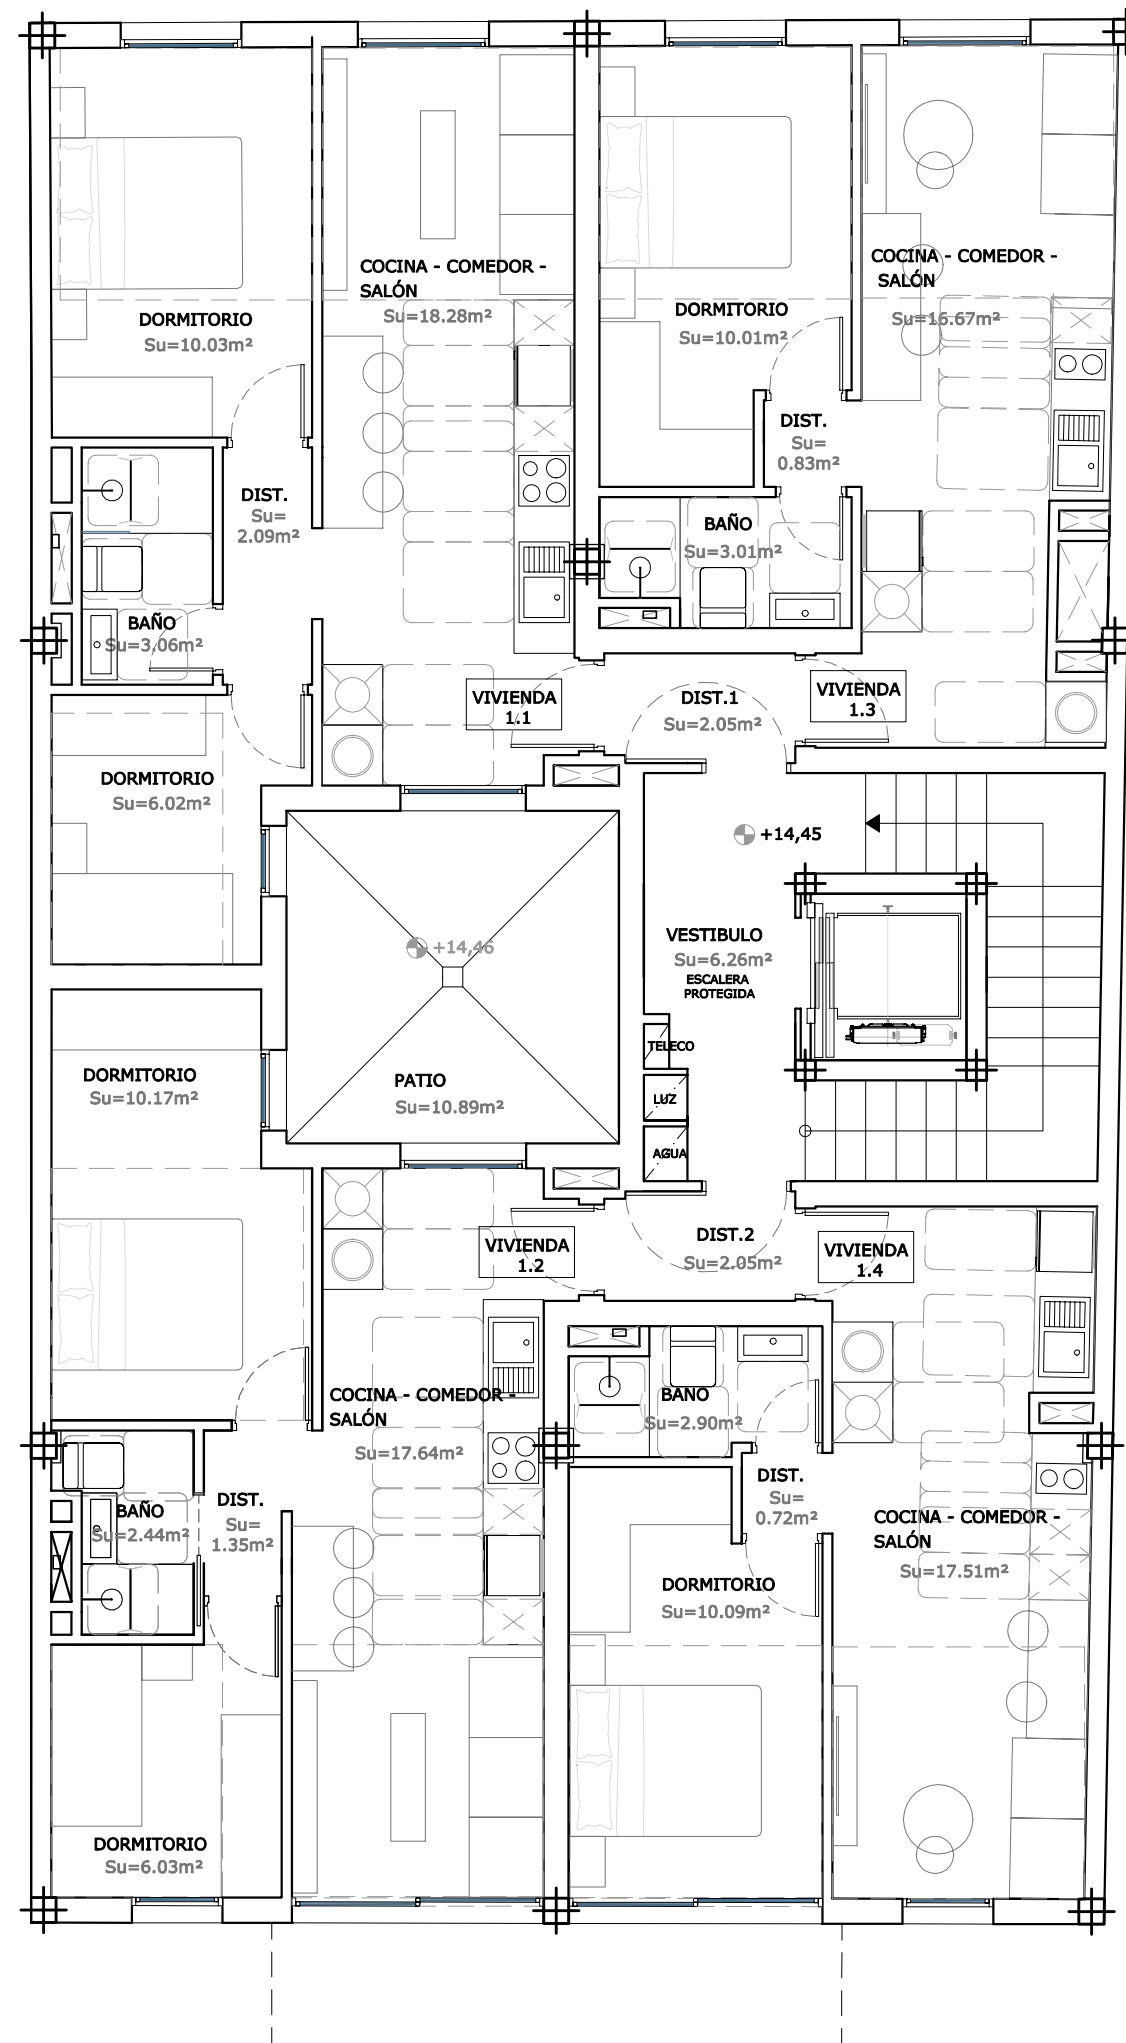 COCINA - COMEDOR -
SALÓN
Su=18.28m²
DORMITORIO
Su=10.03m²
DORMITORIO
Su=10.01m²
COCINA - COMEDOR -
SALÓN
Su=16.67m²
DIST.
Su=
0.83m²
DIST.
Su=
2.09m²
BAÑO
Su=3.01m²
BAÑO
Su=3.06m²
VIVIENDA
1.1
DIST.1
Su=2.05m²
VIVIENDA
1.3
DORMITORIO
Su=6.02m²
+14,45
+14,46
VESTIBULO
Su=6.26m²
ESCALERA
PROTEGIDA
TELECO
LUZ
AGUA
DORMITORIO
Su=10.17m²
PATIO
Su=10.89m²
VIVIENDA
1.2
DIST.2
Su=2.05m²
VIVIENDA
1.4
COCINA - COMEDOR -
SALÓN
Su=17.64m²
BAÑO
Su=2.90m²
DIST.
Su=
0.72m²
BAÑO
Su=2.44m²
DIST.
Su=
1.35m²
COCINA - COMEDOR -
SALÓN
Su=17.51m²
DORMITORIO
Su=10.09m²
DORMITORIO
Su=6.03m²